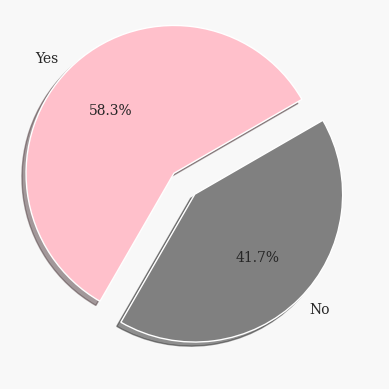 Yes
58.3%
41.7%
No